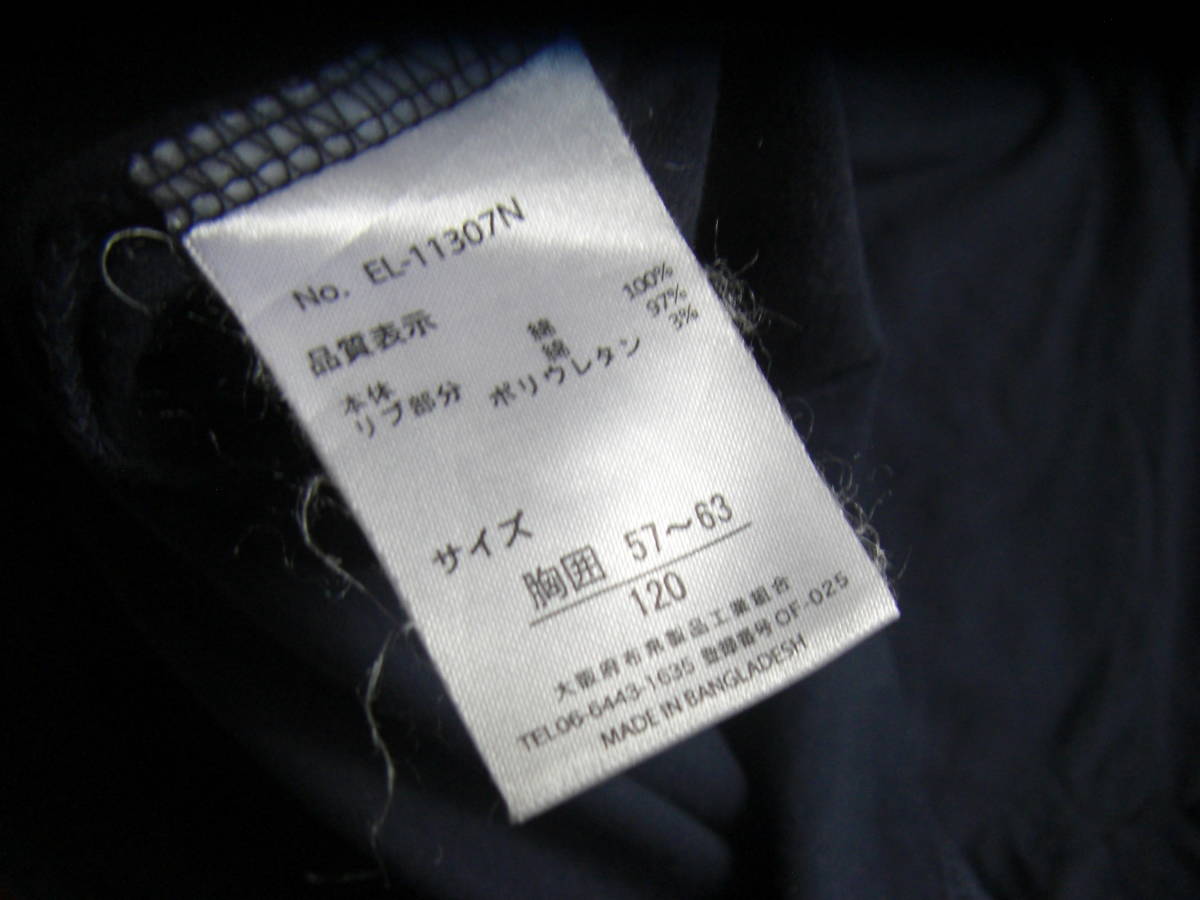 No. EL-11307N
品質表示
本体 綿 100%
リブ部分 綿 97%
ポリウレタン 3%
サイズ
胸囲 57～63
120
大阪府布帛製品工業組合
TEL06-6443-1635 登録番号 OF-025
MADE IN BANGLADESH